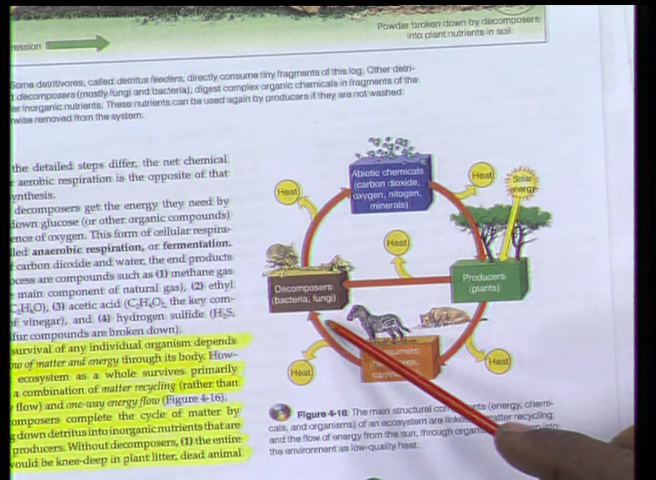 Powder broken down by decomposers
into plant nutrients in soil
ression
Some detritivores, called detritus feeders, directly consume tiny fragments of this log. Other detri-
decomposers (mostly fungi and bacteria), digest complex organic chemicals in fragments of the
er inorganic nutrients. These nutrients can be used again by producers if they are not washed
rwise removed from the system.
the detailed steps differ, the net chemical
aerobic respiration is the opposite of that
ynthesis.
decomposers get the energy they need by
down glucose (or other organic compounds)
ence of oxygen. This form of cellular respira-
led anaerobic respiration, or fermentation.
carbon dioxide and water, the end products
ocess are compounds such as (1) methane gas
main component of natural gas), (2) ethyl
C₂H₆O), (3) acetic acid (C₂H₄O₂, the key com-
of vinegar), and (4) hydrogen sulfide (H₂S,
fur compounds are broken down).
survival of any individual organism depends
ow of matter and energy through its body. How-
ecosystem as a whole survives primarily
a combination of matter recycling (rather than
flow) and one-way energy flow (Figure 4-16).
omposers complete the cycle of matter by
g down detritus into inorganic nutrients that are
producers. Without decomposers, (1) the entire
would be knee-deep in plant litter, dead animal
Abiotic chemicals
(carbon dioxide,
oxygen, nitogen,
minerals)
Heat
Heat
Solar
energy
Heat
Decomposers
(bacteria, fungi)
Producers
(plants)
Heat
Heat
Figure 4-16 The main structural (energy, chemi-
cals, and organisms) of an ecosystem are linked matter recycling
and the flow of energy from the sun, through
the environment as low-quality heat.